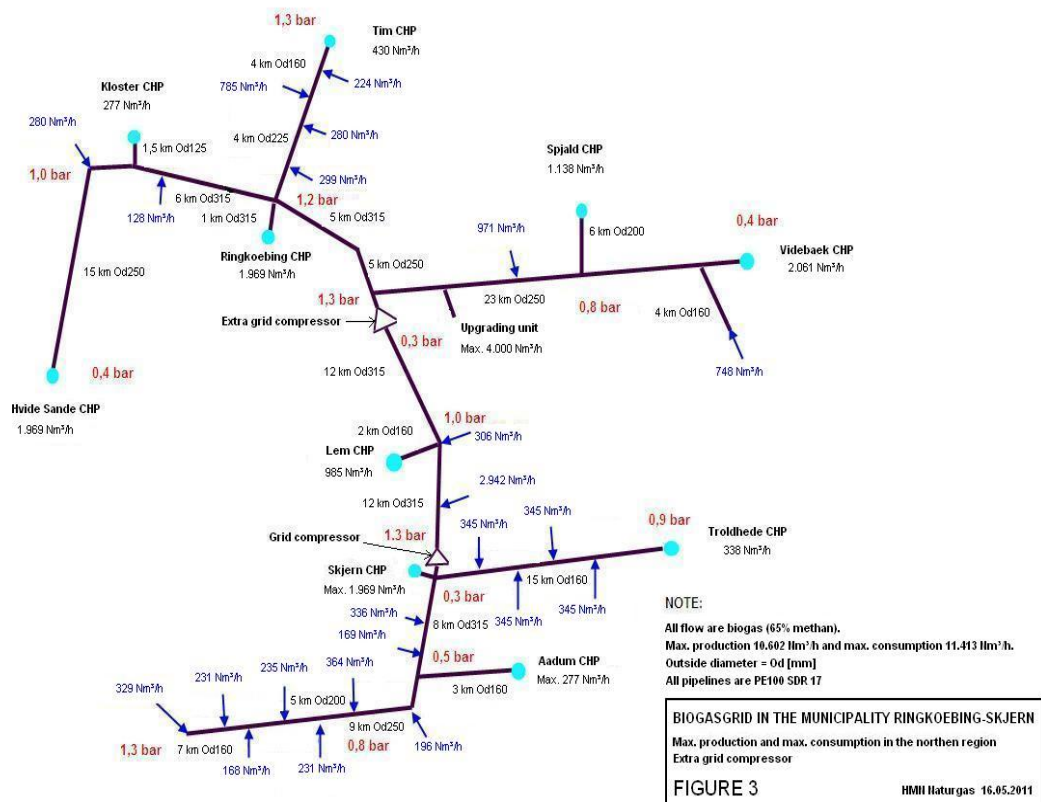 1,3 bar
Tim CHP
430 Nm³/h
4 km Od160
224 Nm³/h
785 Nm³/h
Kloster CHP
277 Nm³/h
280 Nm³/h
1,5 km Od125
4 km Od225
280 Nm³/h
299 Nm³/h
1,0 bar
6 km Od315
128 Nm³/h
1 km Od315
1,2 bar
5 km Od315
Ringkoebing CHP
1.969 Nm³/h
15 km Od250
Spjald CHP
1.138 Nm³/h
6 km Od200
971 Nm³/h
0,4 bar
Videbaek CHP
2.061 Nm³/h
5 km Od250
23 km Od250
0,8 bar
4 km Od160
748 Nm³/h
1,3 bar
Upgrading unit
Max. 4.000 Nm³/h
Extra grid compressor
0,3 bar
12 km Od315
0,4 bar
Hvide Sande CHP
1.969 Nm³/h
1,0 bar
2 km Od160
306 Nm³/h
Lem CHP
985 Nm³/h
2.942 Nm³/h
12 km Od315
1.3 bar
Grid compressor
345 Nm³/h
345 Nm³/h
0,9 bar
Troldhede CHP
338 Nm³/h
Skjern CHP
Max. 1.969 Nm³/h
15 km Od160
0,3 bar
345 Nm³/h
345 Nm³/h
336 Nm³/h
8 km Od315
169 Nm³/h
0,5 bar
Aadum CHP
Max. 277 Nm³/h
3 km Od160
364 Nm³/h
235 Nm³/h
231 Nm³/h
329 Nm³/h
5 km Od200
9 km Od250
196 Nm³/h
1,3 bar
7 km Od160
0,8 bar
168 Nm³/h
231 Nm³/h
NOTE:
All flow are biogas (65% methan).
Max. production 10.602 Nm³/h and max. consumption 11.413 Nm³/h.
Outside diameter = Od [mm]
All pipelines are PE100 SDR 17
BIOGASGRID IN THE MUNICIPALITY RINGKOEBING-SKJERN
Max. production and max. consumption in the northen region
Extra grid compressor
FIGURE 3
HMN Naturgas 16.05.2011